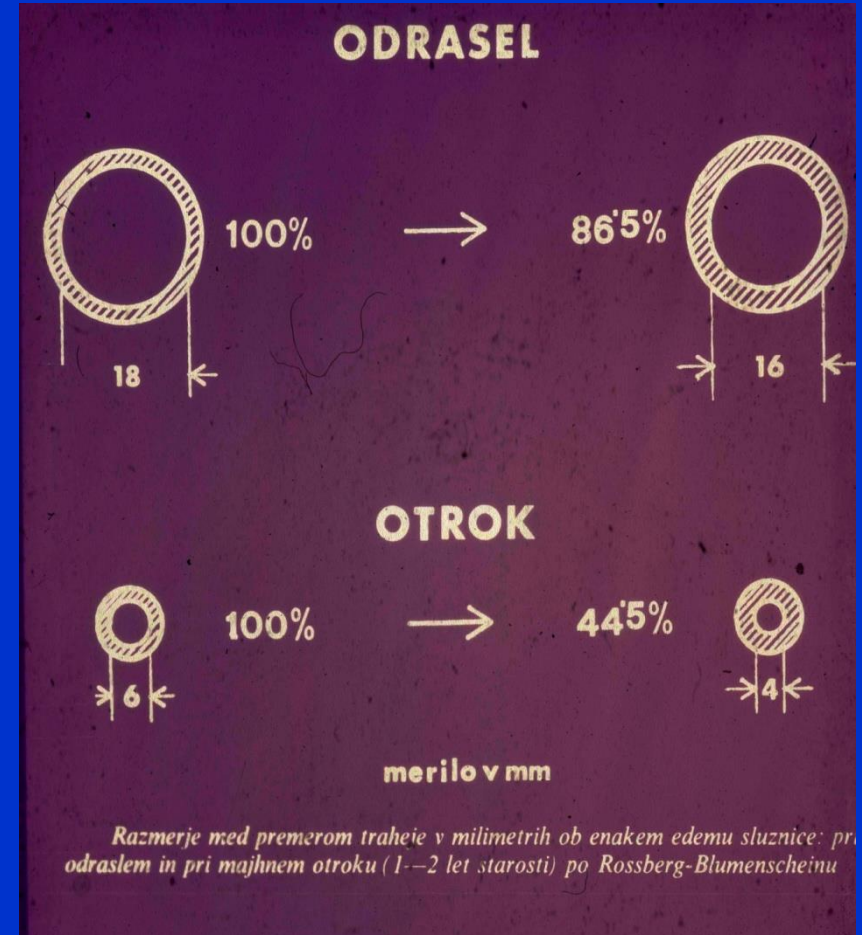 ODRASEL
100%
86˙5%
18
16
OTROK
100%
44˙5%
6
4
merilo v mm
Razmerje med premerom traheje v milimetrih ob enakem edemu sluznice:
odraslem in pri majhnem otroku (1-—2 let starosti) po Rossberg-Blumenscheinu